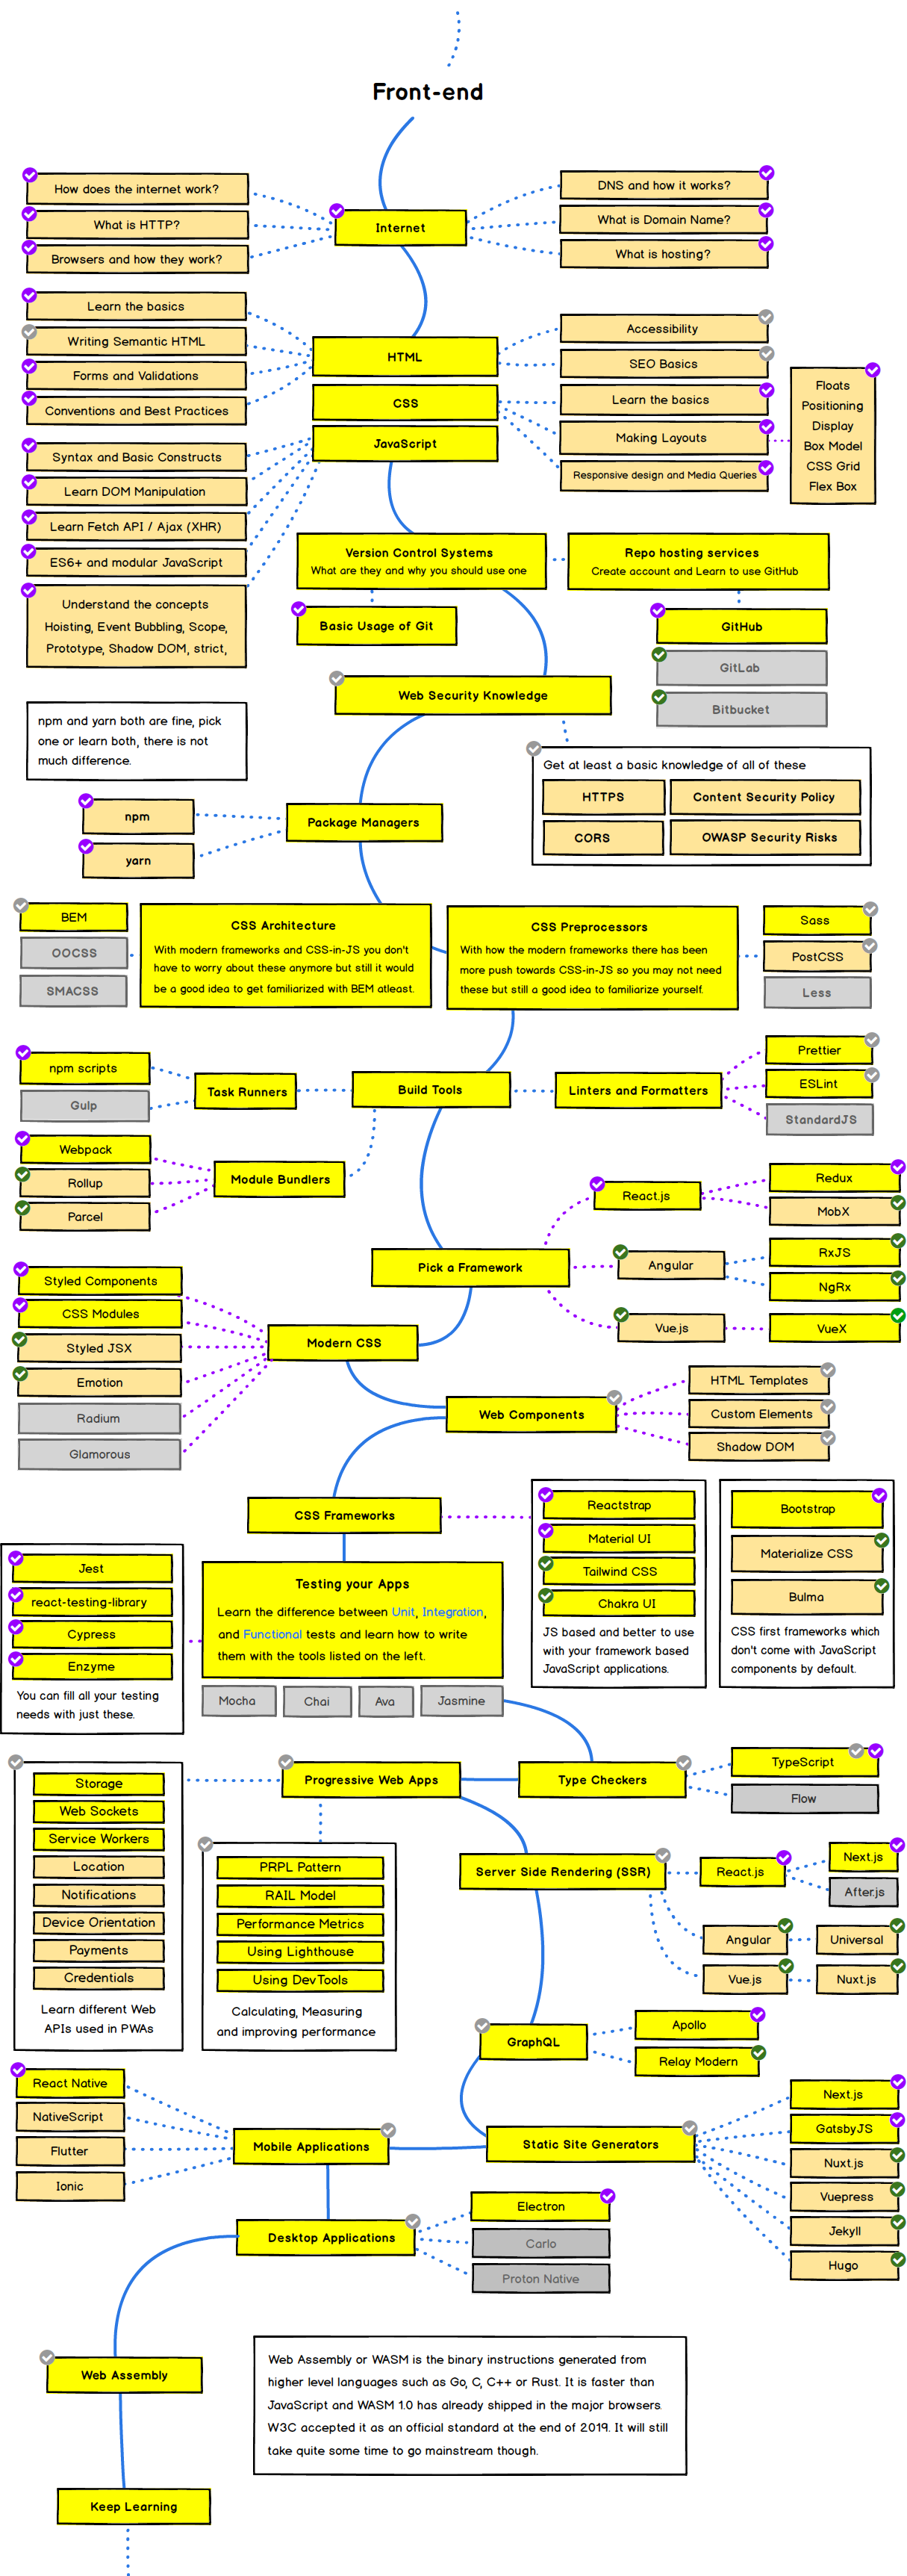 Front-end
How does the internet work?
What is HTTP?
Browsers and how they work?
Internet
DNS and how it works?
What is Domain Name?
What is hosting?
Learn the basics
Writing Semantic HTML
Forms and Validations
Conventions and Best Practices
HTML
Accessibility
SEO Basics
CSS
Learn the basics
Making Layouts
Responsive design and Media Queries
Floats
Positioning
Display
Box Model
CSS Grid
Flex Box
JavaScript
Syntax and Basic Constructs
Learn DOM Manipulation
Learn Fetch API / Ajax (XHR)
ES6+ and modular JavaScript
Understand the concepts
Hoisting, Event Bubbling, Scope,
Prototype, Shadow DOM, strict,
Version Control Systems
What are they and why you should use one
Repo hosting services
Create account and Learn to use GitHub
Basic Usage of Git
GitHub
GitLab
Bitbucket
Web Security Knowledge
Get at least a basic knowledge of all of these
HTTPS
Content Security Policy
CORS
OWASP Security Risks
npm and yarn both are fine, pick
one or learn both, there is not
much difference.
npm
yarn
Package Managers
BEM
OOCSS
SMACSS
CSS Architecture
With modern frameworks and CSS-in-JS you don't
have to worry about these anymore but still it would
be a good idea to get familiarized with BEM atleast.
CSS Preprocessors
With how the modern frameworks there has been
more push towards CSS-in-JS so you may not need
these but still a good idea to familiarize yourself.
Sass
PostCSS
Less
npm scripts
Gulp
Task Runners
Build Tools
Linters and Formatters
Prettier
ESLint
StandardJS
Webpack
Rollup
Parcel
Module Bundlers
Pick a Framework
React.js
Redux
MobX
Angular
RxJS
NgRx
Vue.js
VueX
Styled Components
CSS Modules
Styled JSX
Emotion
Radium
Glamorous
Modern CSS
Web Components
HTML Templates
Custom Elements
Shadow DOM
CSS Frameworks
Reactstrap
Material UI
Tailwind CSS
Chakra UI
JS based and better to use
with your framework based
JavaScript applications.
Bootstrap
Materialize CSS
Bulma
CSS first frameworks which
don't come with JavaScript
components by default.
Jest
react-testing-library
Cypress
Enzyme
You can fill all your testing
needs with just these.
Testing your Apps
Learn the difference between Unit, Integration,
and Functional tests and learn how to write
them with the tools listed on the left.
Mocha
Chai
Ava
Jasmine
Progressive Web Apps
Type Checkers
TypeScript
Flow
Storage
Web Sockets
Service Workers
Location
Notifications
Device Orientation
Payments
Credentials
Learn different Web
APIs used in PWAs
PRPL Pattern
RAIL Model
Performance Metrics
Using Lighthouse
Using DevTools
Calculating, Measuring
and improving performance
Server Side Rendering (SSR)
React.js
Next.js
After.js
Angular
Universal
Vue.js
Nuxt.js
GraphQL
Apollo
Relay Modern
React Native
NativeScript
Flutter
Ionic
Mobile Applications
Static Site Generators
Next.js
GatsbyJS
Nuxt.js
Vuepress
Jekyll
Hugo
Desktop Applications
Electron
Carlo
Proton Native
Web Assembly
Web Assembly or WASM is the binary instructions generated from
higher level languages such as Go, C, C++ or Rust. It is faster than
JavaScript and WASM 1.0 has already shipped in the major browsers.
W3C accepted it as an official standard at the end of 2019. It will still
take quite some time to go mainstream though.
Keep Learning